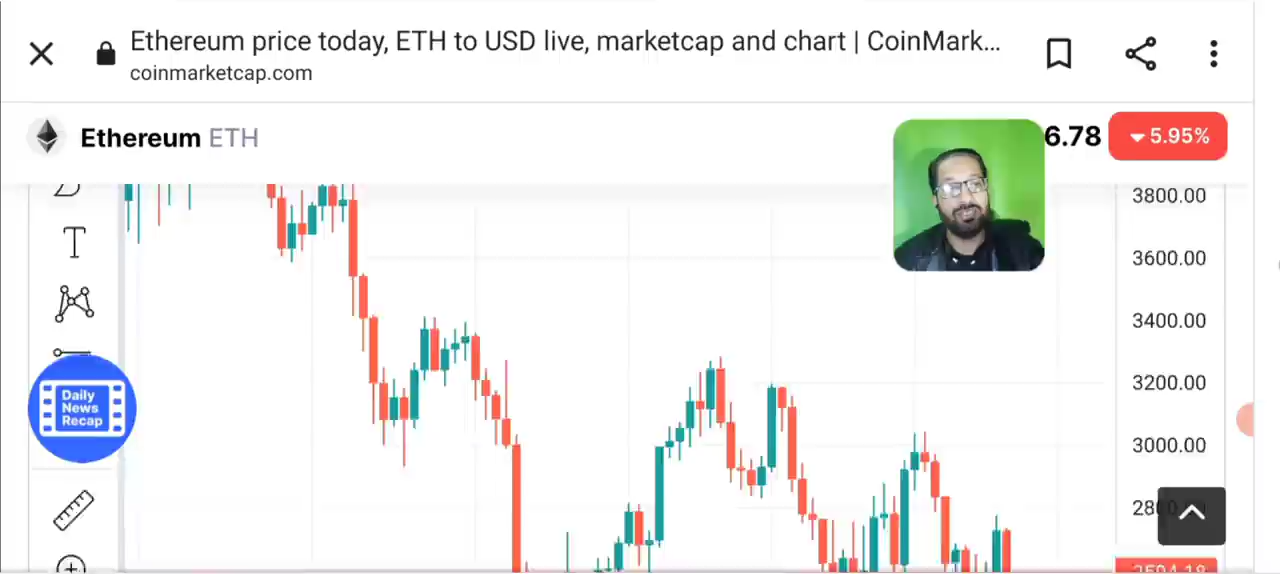 Ethereum price today, ETH to USD live, marketcap and chart | CoinMark...
coinmarketcap.com
Ethereum ETH
6.78
5.95%
3800.00
T
3600.00
3400.00
3200.00
Daily
News
Recap
3000.00